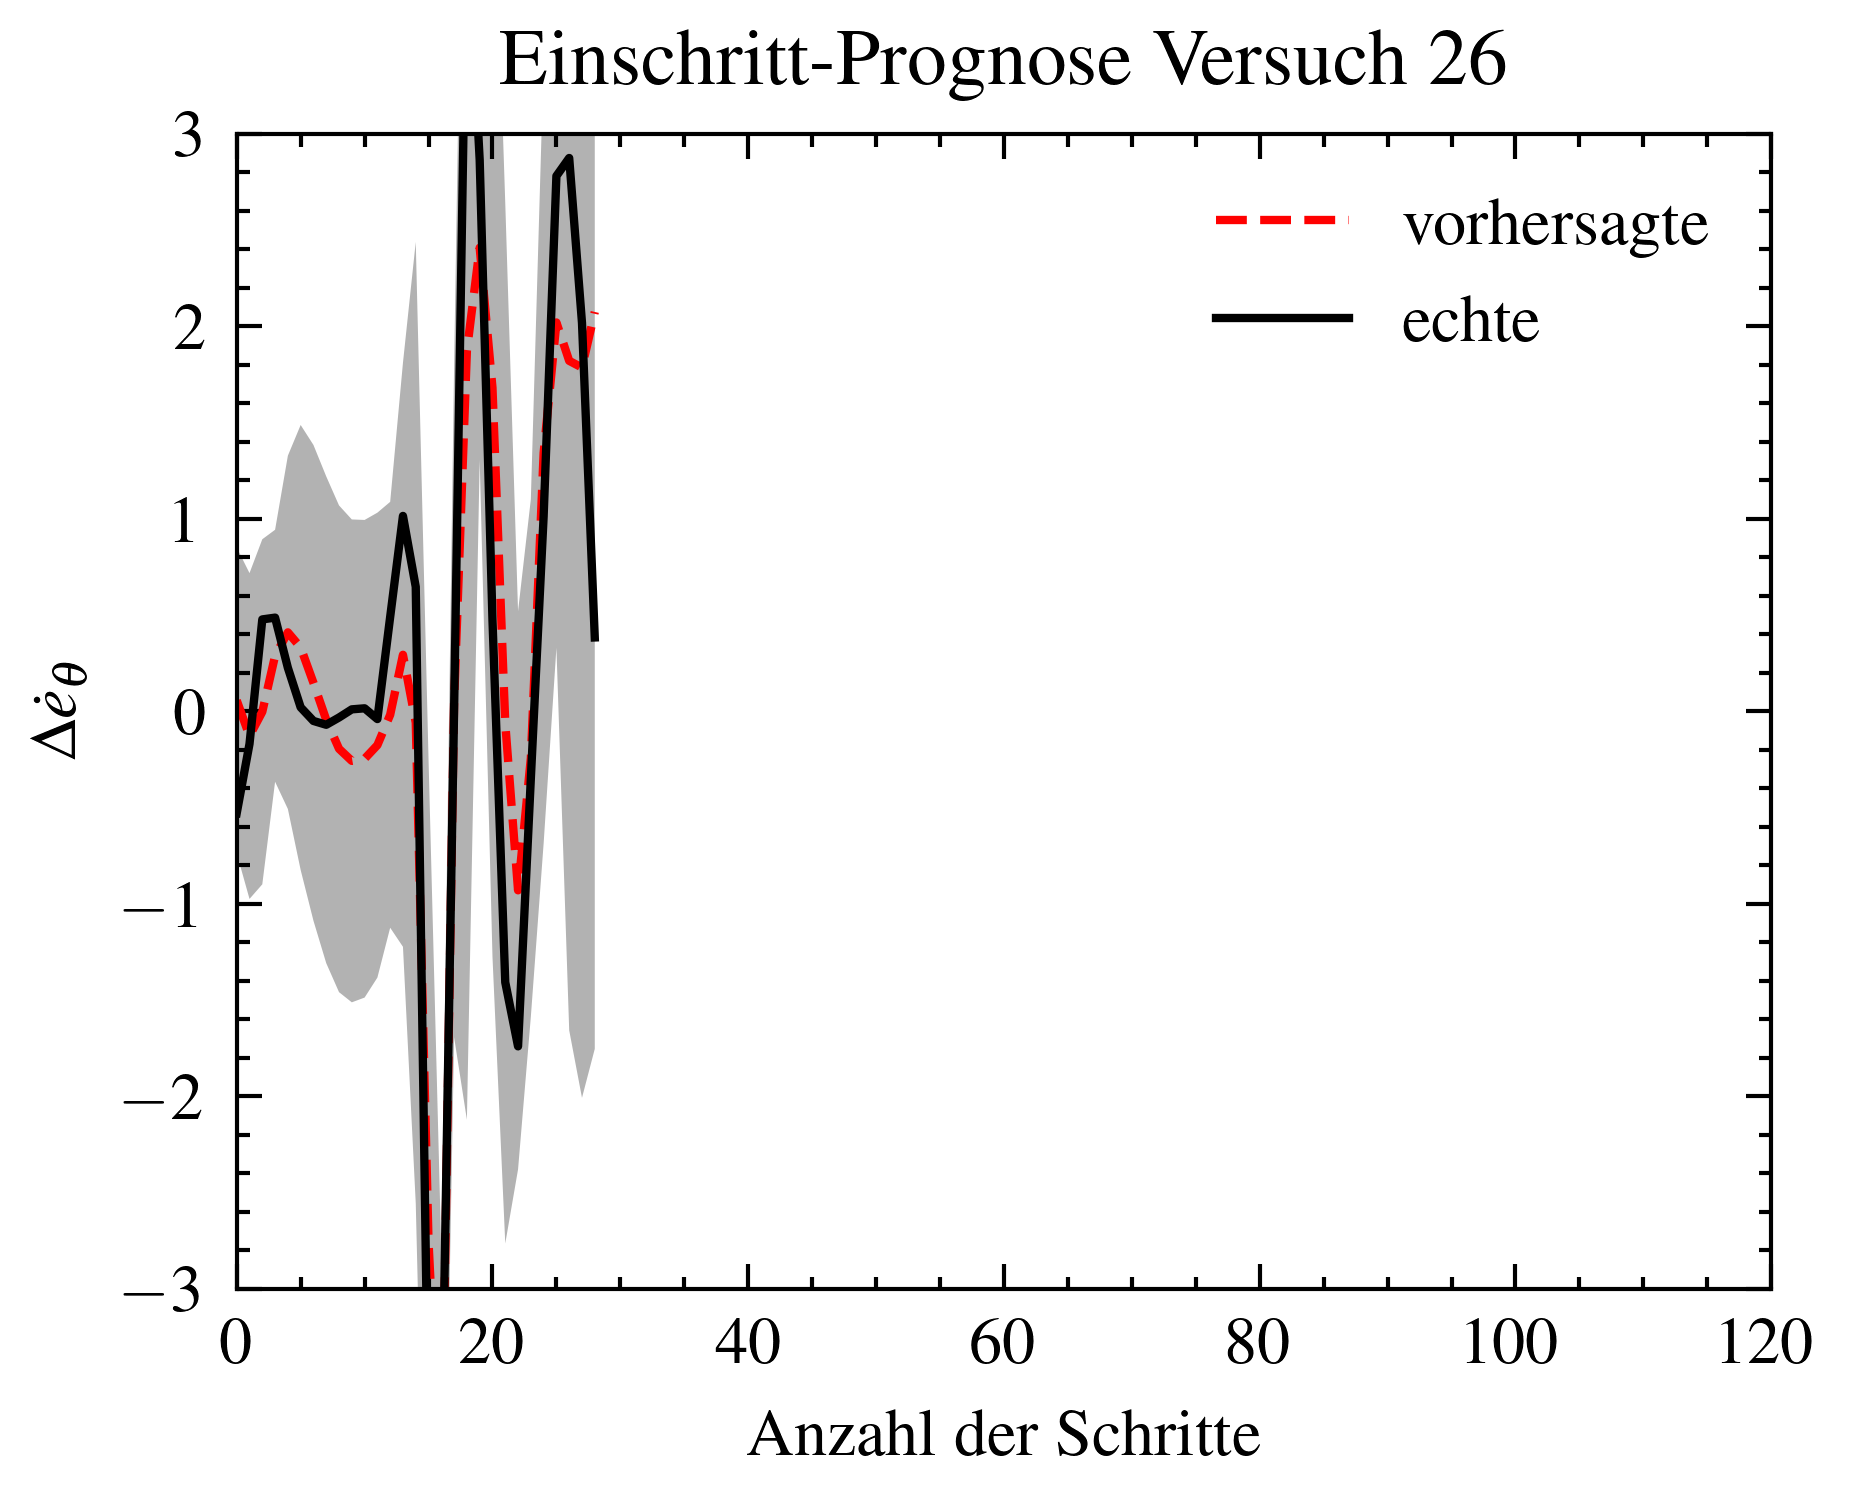 Einschritt-Prognose Versuch 26
3
2
1
0
−1
−2
−3
Δė_θ
vorhersagte
echte
0 20 40 60 80 100 120
Anzahl der Schritte